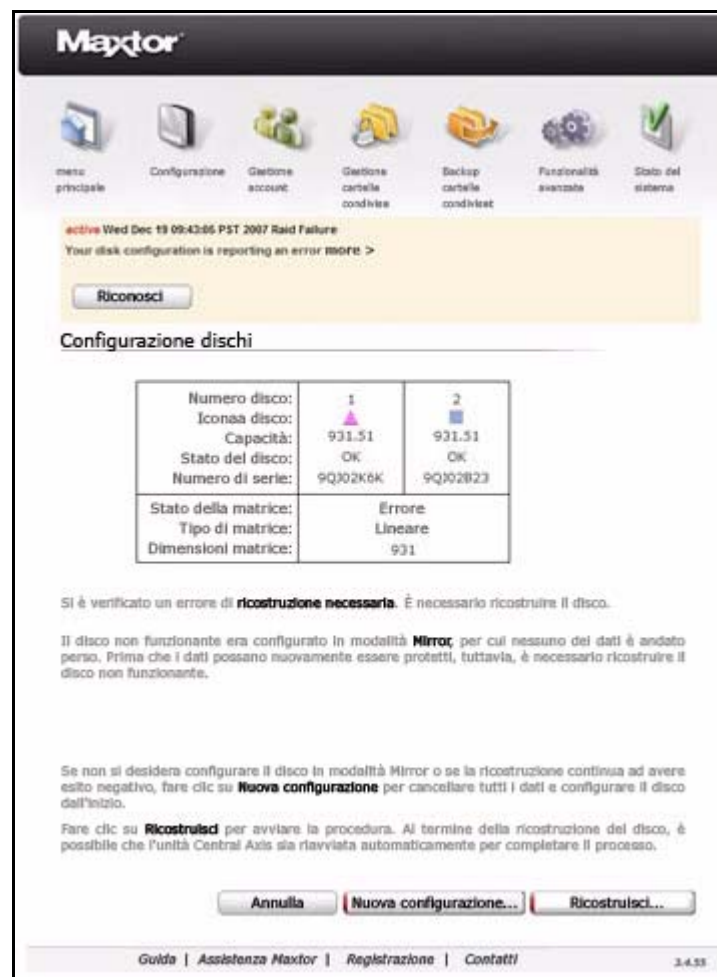 Maxtor
menu principale
Configurazione
Gestione account
Gestione cartelle condivise
Backup cartelle condiviset
Funzionalità avanzate
Stato del sistema
active Wed Dec 19 09:43:05 PST 2007 Raid Failure
Your disk configuration is reporting an error more >
Riconosci
Configurazione dischi
Numero disco: 1 2
Iconaa disco:
Capacità: 931.51 931.51
Stato del disco: OK OK
Numero di serie: 9QJ02K6K 9QJ02B23
Stato della matrice: Errore
Tipo di matrice: Lineare
Dimensioni matrice: 931
Si è verificato un errore di ricostruzione necessaria. È necessario ricostruire il disco.
Il disco non funzionante era configurato in modalità Mirror, per cui nessuno dei dati è andato
perso. Prima che i dati possano nuovamente essere protetti, tuttavia, è necessario ricostruire il
disco non funzionante.
Se non si desidera configurare il disco in modalità Mirror o se la ricostruzione continua ad avere
esito negativo, fare clic su Nuova configurazione per cancellare tutti i dati e configurare il disco
dall'inizio.
Fare clic su Ricostruisci per avviare la procedura. Al termine della ricostruzione del disco, è
possibile che l'unità Central Axis sia riavviata automaticamente per completare il processo.
Annulla
Nuova configurazione...
Ricostruisci...
Guida | Assistenza Maxtor | Registrazione | Contatti
3.4.55